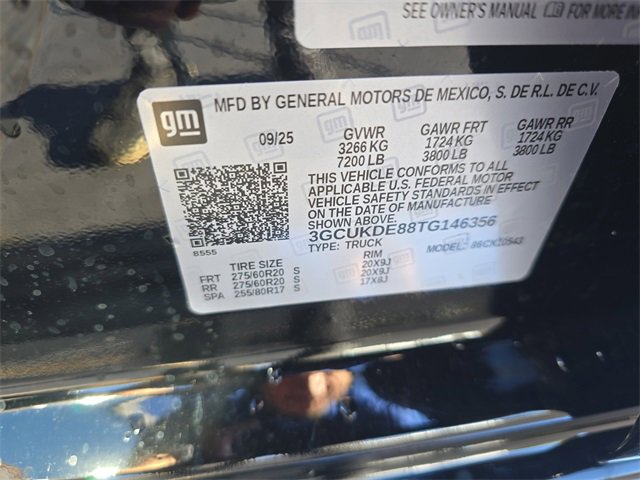 SEE OWNER'S MANUAL FOR MORE
gm
MFD BY GENERAL MOTORS DE MEXICO, S. DE R.L. DE C.V.
09/25 GVWR GAWR FRT GAWR RR
3266 KG 1724 KG 1724 KG
7200 LB 3800 LB 3800 LB
THIS VEHICLE CONFORMS TO ALL
APPLICABLE U.S. FEDERAL MOTOR
VEHICLE SAFETY STANDARDS IN EFFECT
ON THE DATE OF MANUFACTURE
3GCUKDE88TG146356
8555 TYPE: TRUCK MODEL: 86CK10543
TIRE SIZE RIM
FRT 275/60R20 S 20X9J
RR 275/60R20 S 20X9J
SPA 255/80R17 S 17X8J